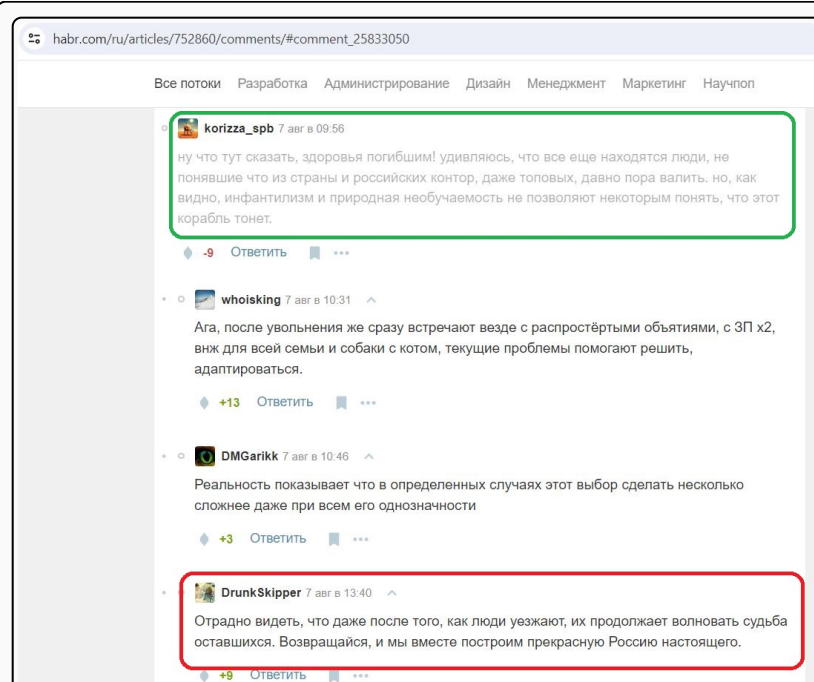 habr.com/ru/articles/752860/comments/#comment_25833050
Все потоки Разработка Администрирование Дизайн Менеджмент Маркетинг Научпоп
korizza_spb 7 авг в 09:56
ну что тут сказать, здоровья погибшим! удивляюсь, что все еще находятся люди, не
понявшие что из страны и российских контор, даже топовых, давно пора валить. но, как
видно, инфантилизм и природная необучаемость не позволяют некоторым понять, что этот
корабль тонет.
-9 Ответить
whoisking 7 авг в 10:31
Ага, после увольнения же сразу встречают везде с распростёртыми объятиями, с ЗП x2,
внж для всей семьи и собаки с котом, текущие проблемы помогают решить,
адаптироваться.
+13 Ответить
DMGarikk 7 авг в 10:46
Реальность показывает что в определенных случаях этот выбор сделать несколько
сложнее даже при всем его однозначности
+3 Ответить
DrunkSkipper 7 авг в 13:40
Отрадно видеть, что даже после того, как люди уезжают, их продолжает волновать судьба
оставшихся. Возвращайся, и мы вместе построим прекрасную Россию настоящего.
+9 Ответить